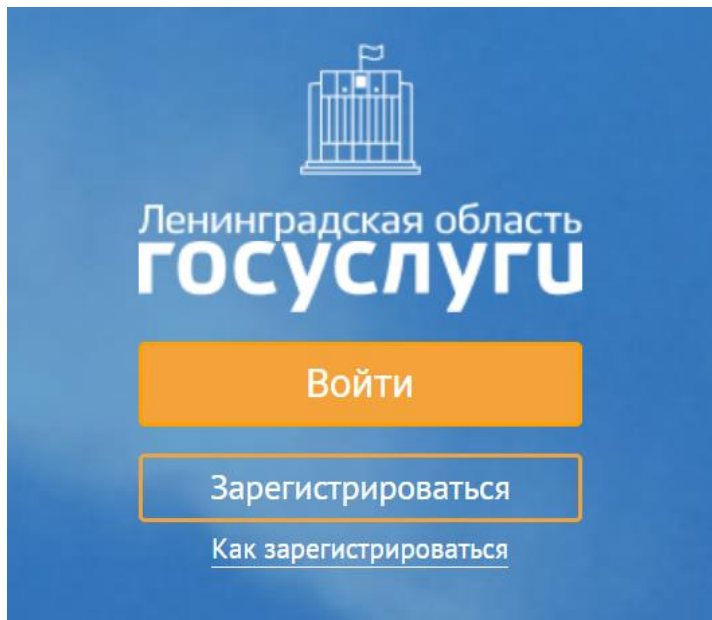 Ленинградская область
госуслуги
Войти
Зарегистрироваться
Как зарегистрироваться